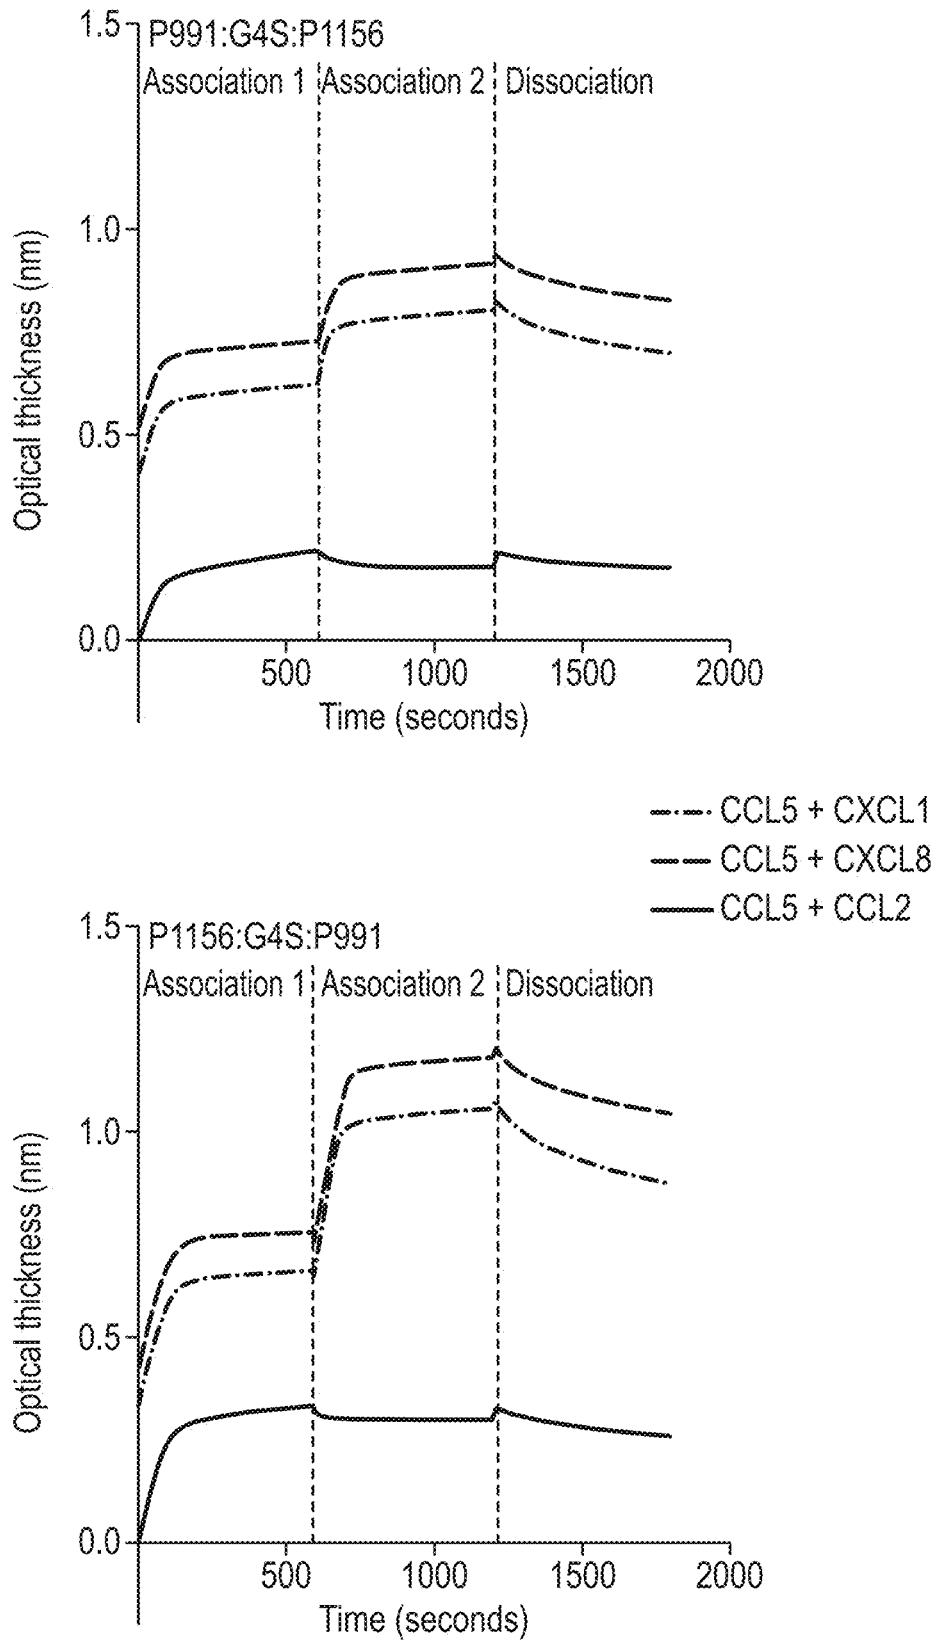 P991:G4S:P1156
Association 1
Association 2
Dissociation
1.5
1.0
0.5
0.0
Optical thickness (nm)
500
1000
1500
2000
Time (seconds)
CCL5 + CXCL1
CCL5 + CXCL8
CCL5 + CCL2
P1156:G4S:P991
Association 1
Association 2
Dissociation
1.5
1.0
0.5
0.0
Optical thickness (nm)
500
1000
1500
2000
Time (seconds)